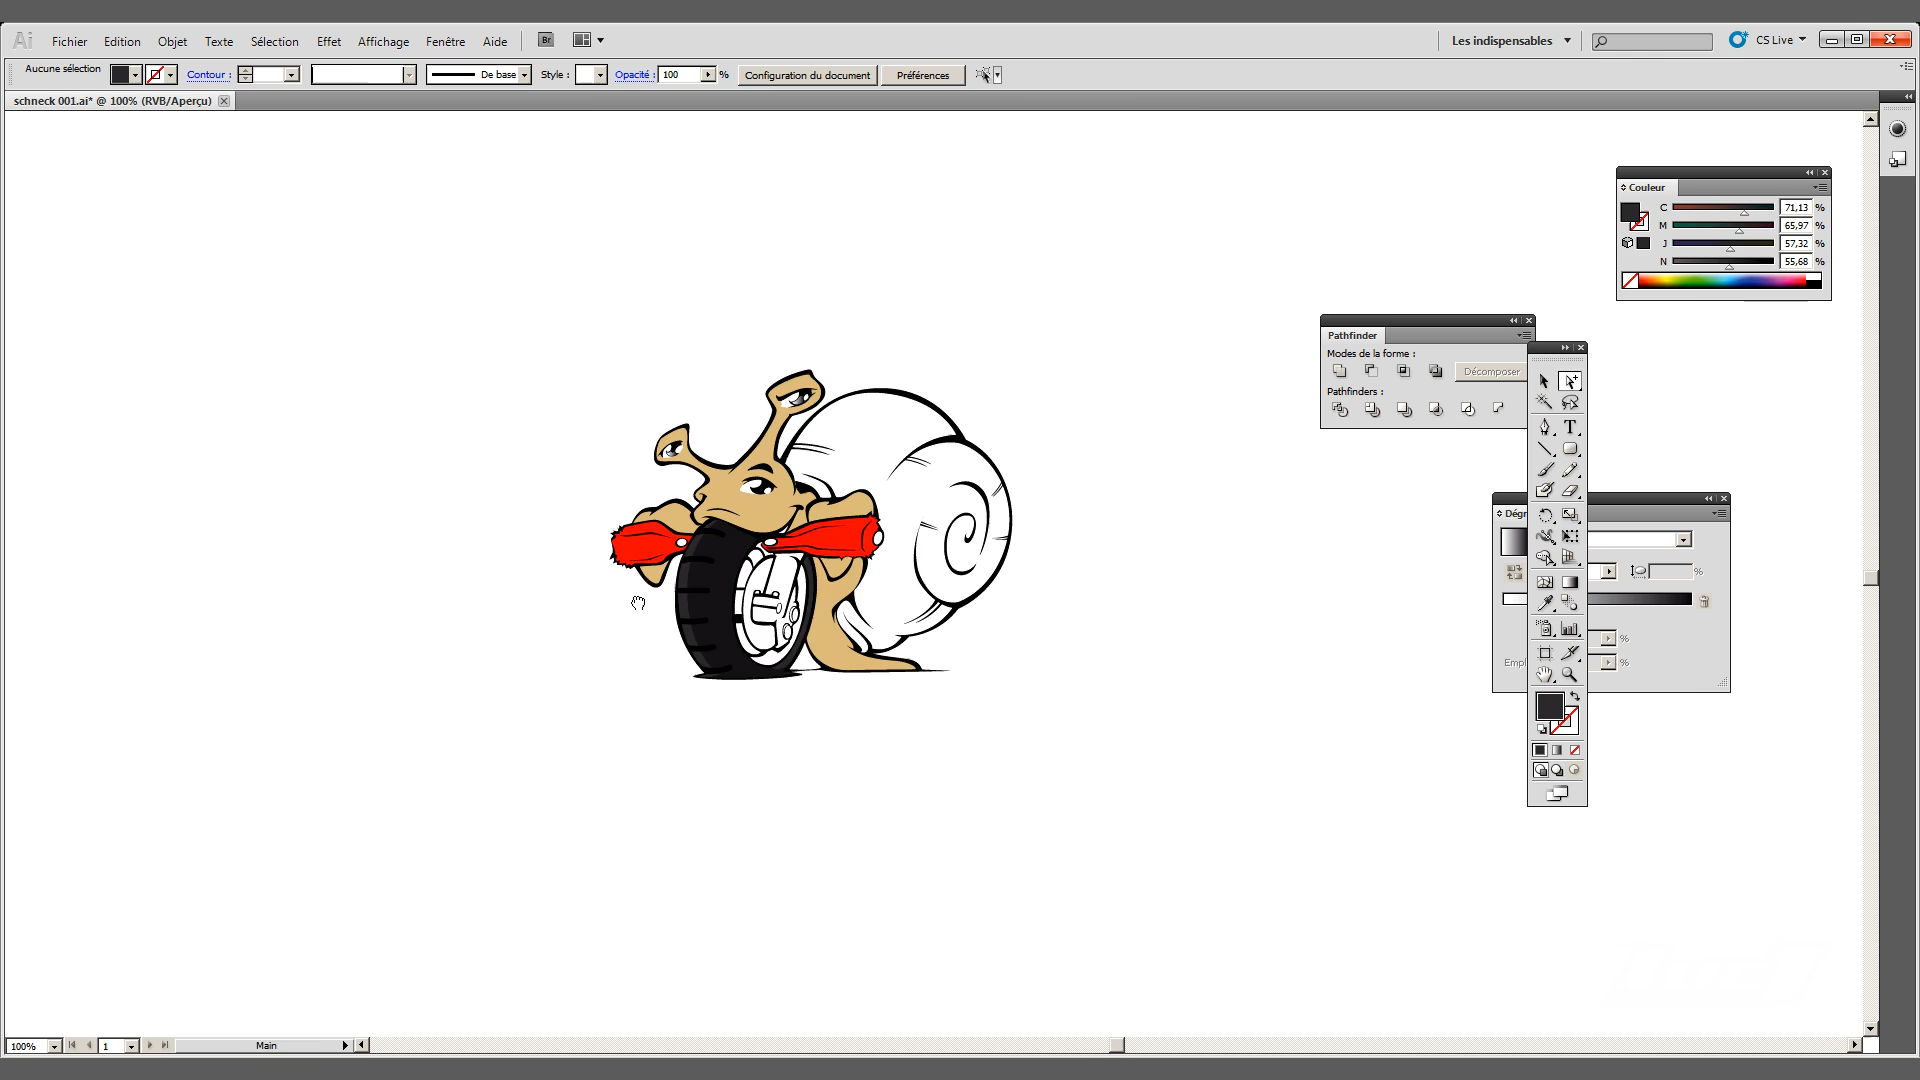 Ai Fichier Edition Objet Texte Sélection Effet Affichage Fenêtre Aide Br Les indispensables CS Live
Aucune sélection Contour : De base Style : Opacité : 100 % Configuration du document Préférences
schneck 001.ai* @ 100% (RVB/Aperçu)
Couleur
C 71,13 %
M 65,97 %
J 57,32 %
N 55,68 %
Pathfinder
Modes de la forme :
Décomposer
Pathfinders :
T
Dégr
%
%
Empl %
100% 1 Main